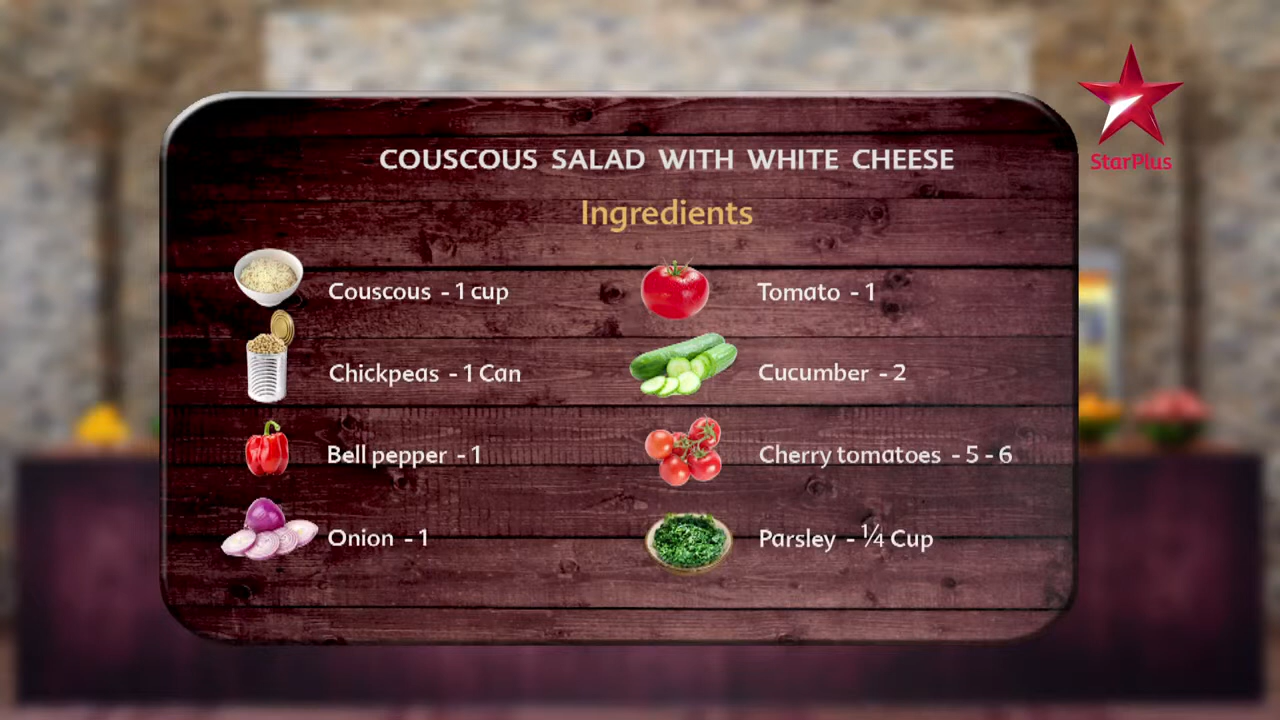 COUSCOUS SALAD WITH WHITE CHEESE
Ingredients
Couscous - 1 cup
Chickpeas - 1 Can
Bell pepper - 1
Onion - 1
Tomato - 1
Cucumber - 2
Cherry tomatoes - 5 - 6
Parsley - ¼ Cup
StarPlus